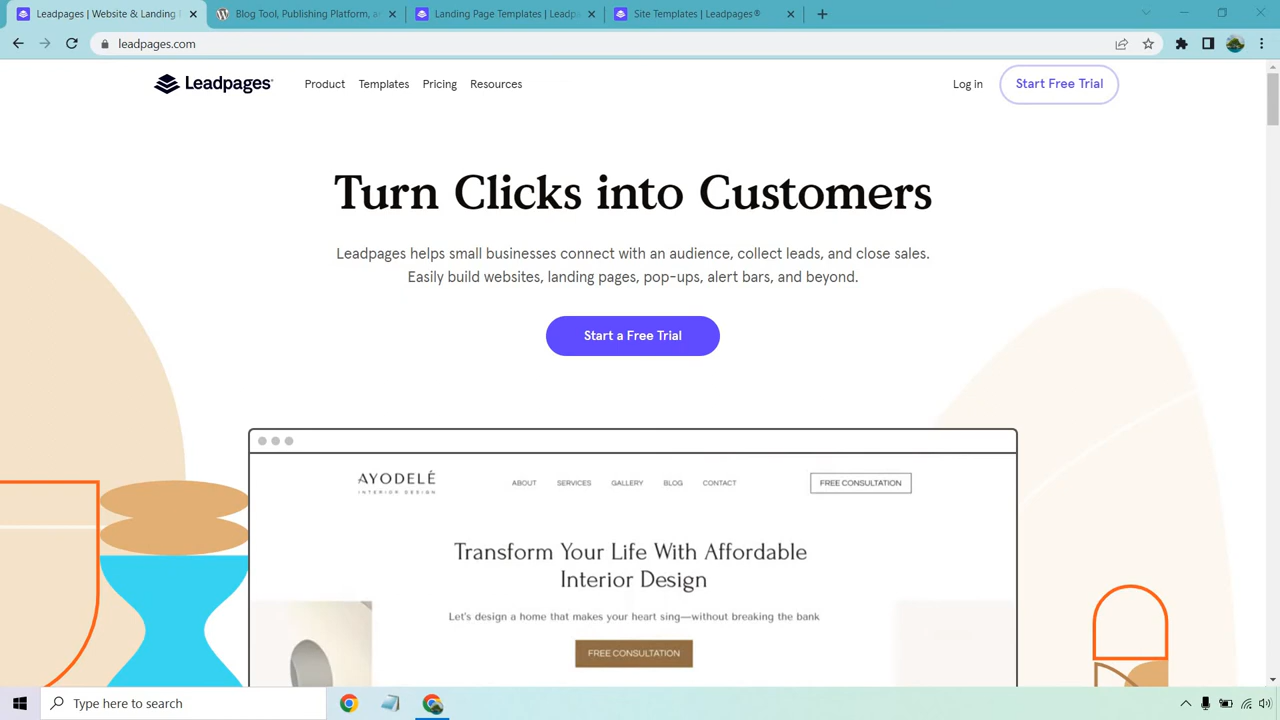 Leadpages | Website & Landing
Blog Tool, Publishing Platform, a
Landing Page Templates | Leadp
Site Templates | Leadpages®
leadpages.com
Leadpages®
Product
Templates
Pricing
Resources
Log in
Start Free Trial
Turn Clicks into Customers
Leadpages helps small businesses connect with an audience, collect leads, and close sales.
Easily build websites, landing pages, pop-ups, alert bars, and beyond.
Start a Free Trial
AYODELÉ
INTERIOR DESIGN
ABOUT
SERVICES
GALLERY
BLOG
CONTACT
FREE CONSULTATION
Transform Your Life With Affordable
Interior Design
Let's design a home that makes your heart sing—without breaking the bank
FREE CONSULTATION
Type here to search